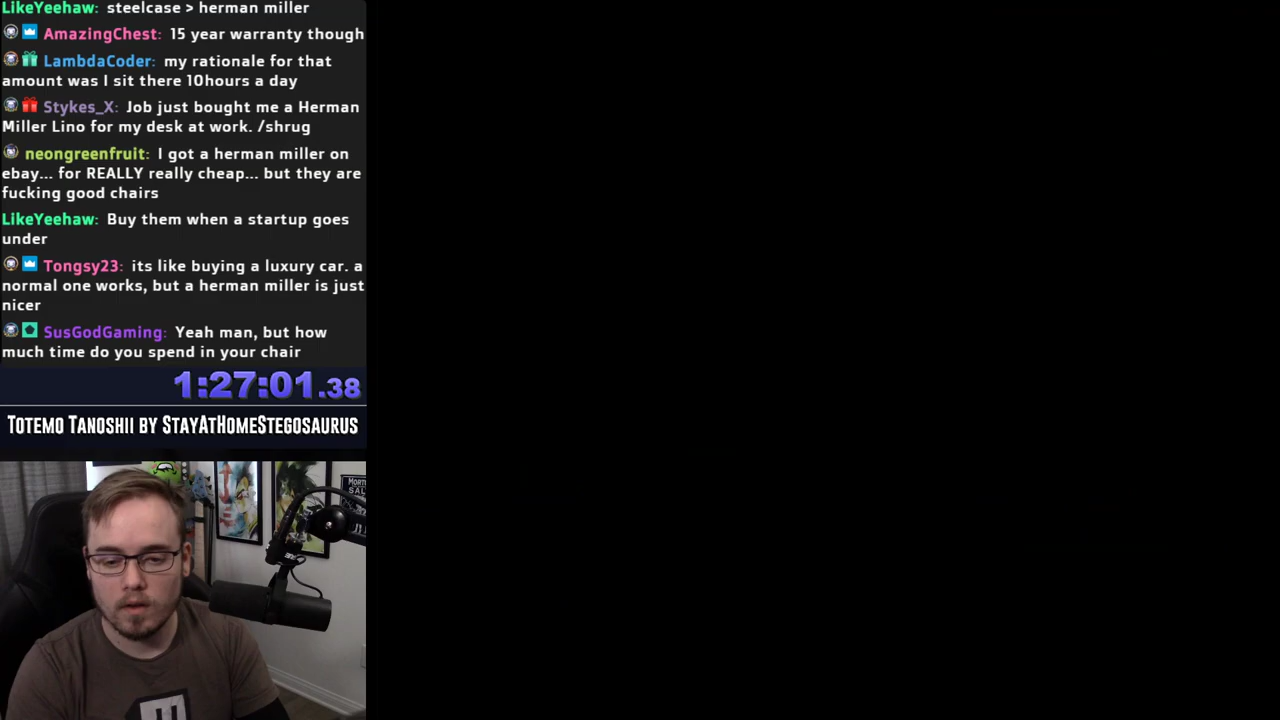 LikeYeehaw: steelcase > herman miller
AmazingChest: 15 year warranty though
LambdaCoder: my rationale for that
amount was I sit there 10hours a day
Stykes_X: Job just bought me a Herman
Miller Lino for my desk at work. /shrug
neongreenfruit: I got a herman miller on
ebay... for REALLY really cheap... but they are
fucking good chairs
LikeYeehaw: Buy them when a startup goes
under
Tongsy23: its like buying a luxury car. a
normal one works, but a herman miller is just
nicer
SusGodGaming: Yeah man, but how
much time do you spend in your chair
1:27:01.38
Totemo Tanoshii by StayAtHomeStegosaurus